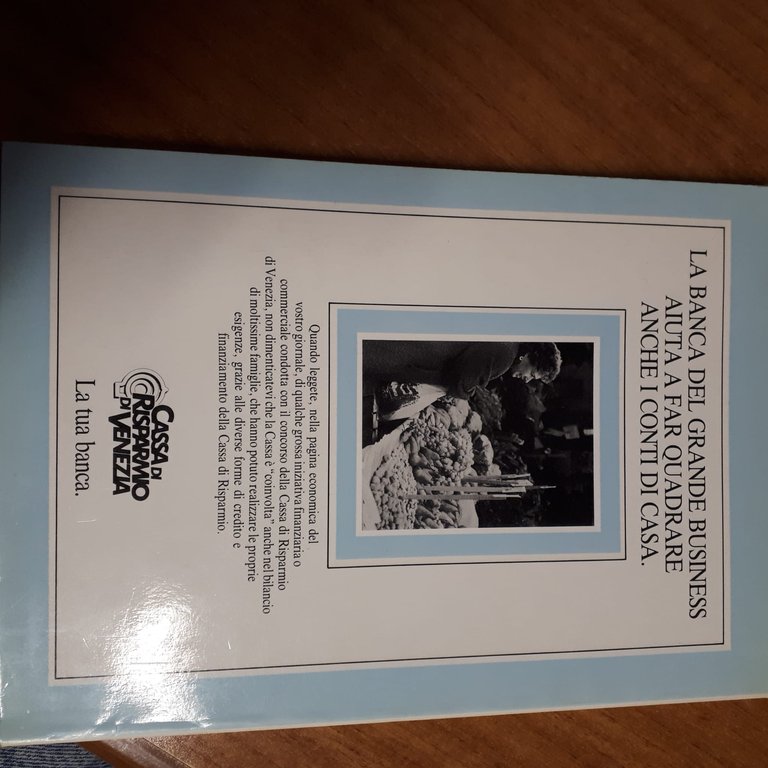 LA BANCA DEL GRANDE BUSINESS
AIUTA A FAR QUADRARE
ANCHE I CONTI DI CASA.
Quando leggete, nella pagina economica del
vostro giornale, di qualche grossa iniziativa finanziaria o
commerciale condotta con il concorso della Cassa di Risparmio
di Venezia, non dimenticatevi che la Cassa è "coinvolta" anche nel bilancio
di moltissime famiglie, che hanno potuto realizzare le proprie
esigenze, grazie alle diverse forme di credito e
finanziamento della Cassa di Risparmio.
CASSA DI
RISPARMIO
DI VENEZIA
La tua banca.